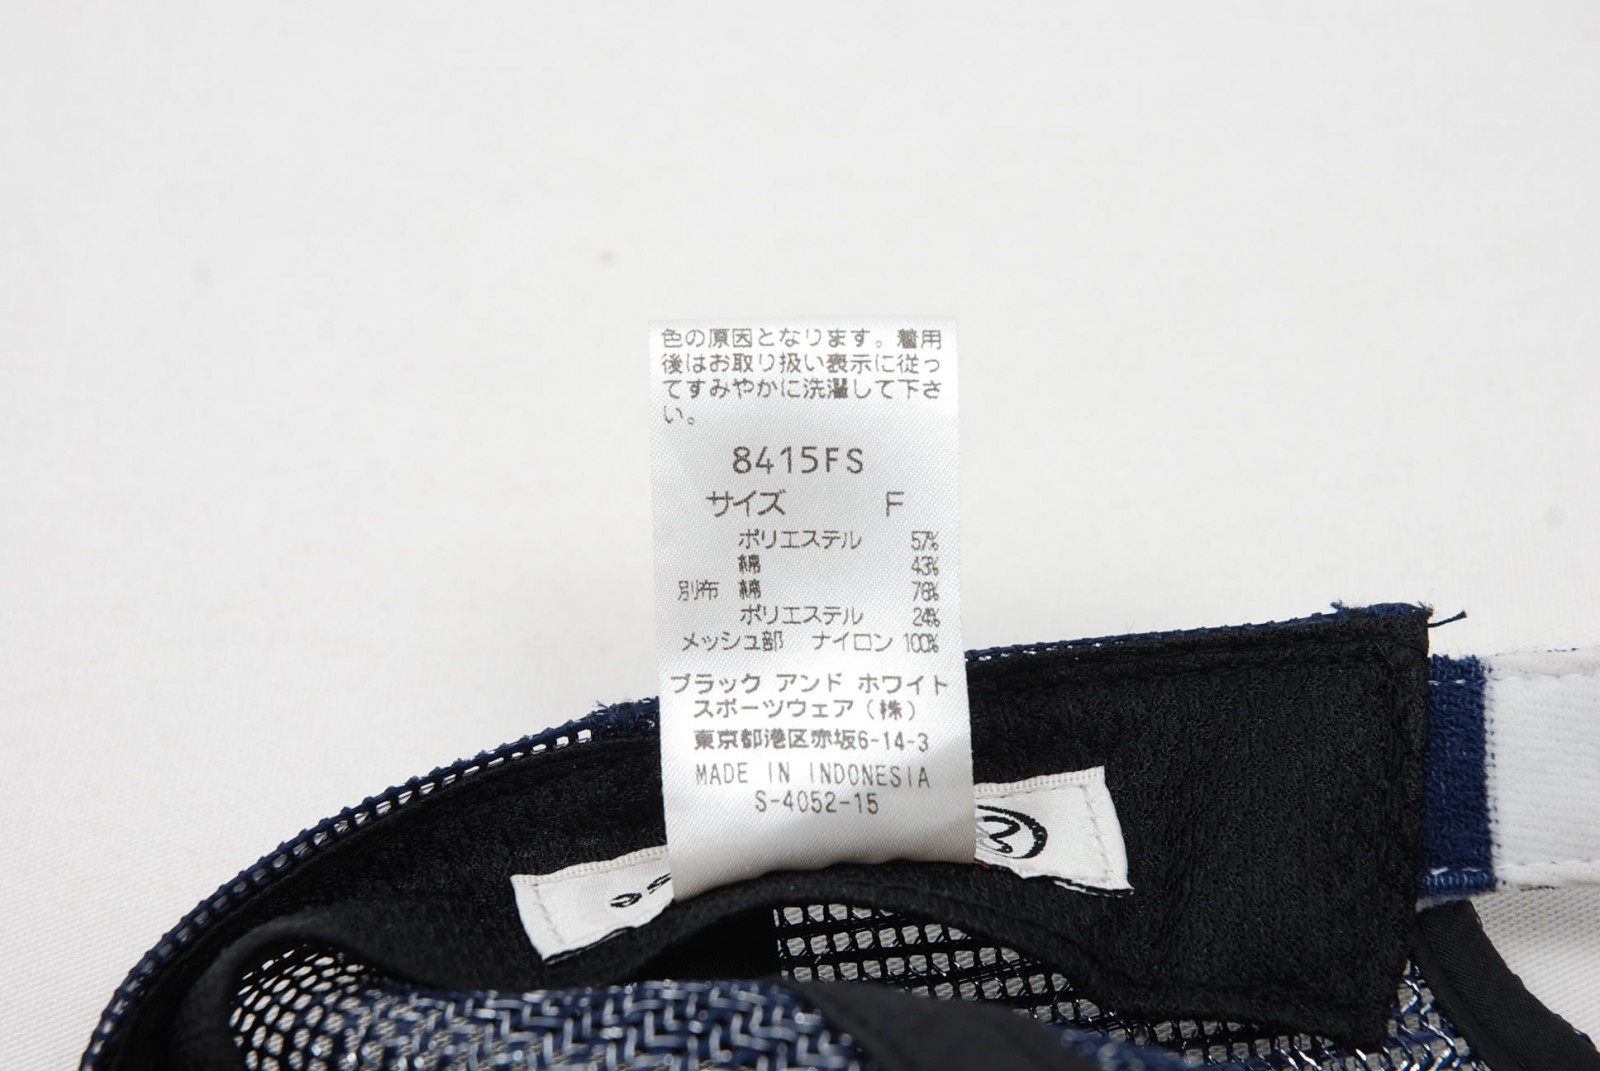 色の原因となります。着用
後はお取り扱い表示に従っ
てすみやかに洗濯して下さ
い。
8415FS
サイズ F
ポリエステル 57%
綿 43%
別布 綿 76%
ポリエステル 24%
メッシュ部 ナイロン 100%
ブラック アンド ホワイト
スポーツウェア(株)
東京都港区赤坂6-14-3
MADE IN INDONESIA
S-4052-15